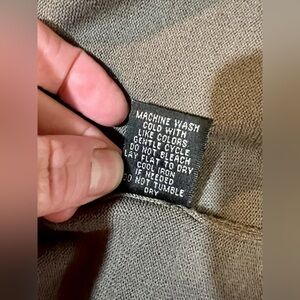 MACHINE WASH
COLD WITH
LIKE COLORS
GENTLE CYCLE
DO NOT BLEACH
LAY FLAT TO DRY
COOL IRON
IF NEEDED
DO NOT TUMBLE
DRY